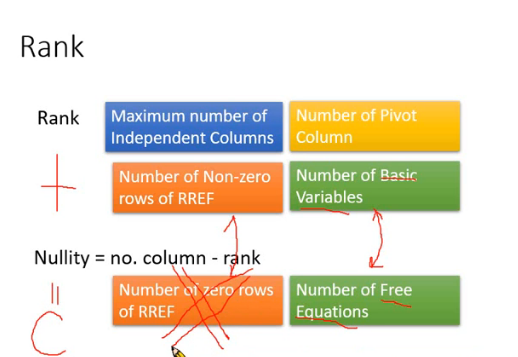 Rank
Rank
Maximum number of
Independent Columns
Number of Pivot
Column
+
Number of Non-zero
rows of RREF
Number of Basic
Variables
Nullity = no. column - rank
Number of zero rows
of RREF
Number of Free
Equations
=
C